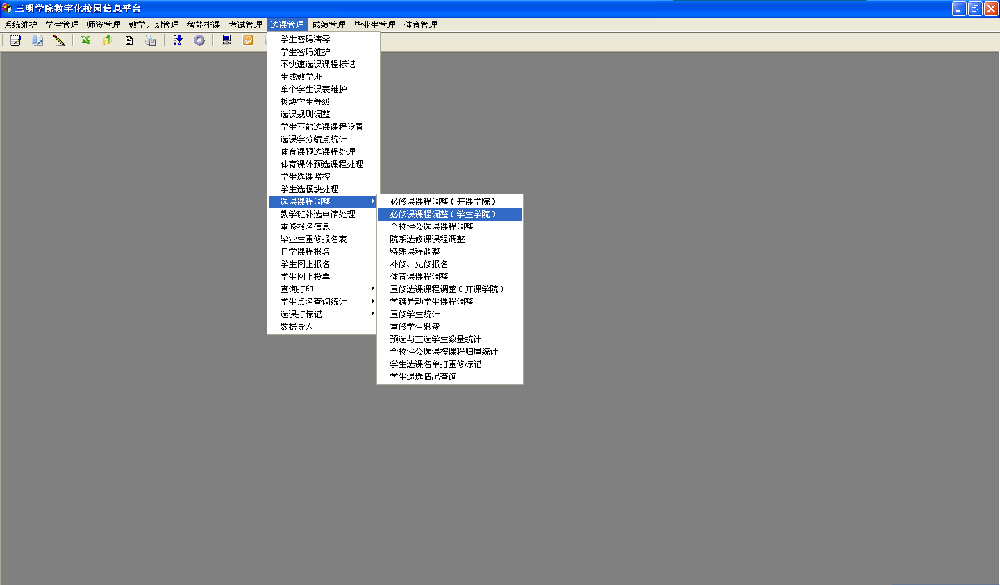 三明学院数字化校园信息平台
系统维护 学生管理 师资管理 教学计划管理 智能排课 考试管理 选课管理 成绩管理 毕业生管理 体育管理
学生密码清零
学生密码维护
不快速选课课程标记
生成教学班
单个学生课表维护
板块学生等级
选课规则调整
学生不能选课课程设置
选课学分绩点统计
体育课预选课程处理
体育课外预选课程处理
学生选课监控
学生选模块处理
选课课程调整
教学班补选申请处理
重修报名信息
毕业生重修报名表
自学课程报名
学生网上报名
学生网上投票
查询打印
学生点名查询统计
选课打标记
数据导入
必修课课程调整（开课学院）
必修课课程调整（学生学院）
全校性公选课课程调整
院系选修课课程调整
特殊课程调整
补修、先修报名
体育课课程调整
重修选课课程调整（开课学院）
学籍异动学生课程调整
重修学生统计
重修学生缴费
预选与正选学生数量统计
全校性公选课按课程归属统计
学生选课名单打重修标记
学生退选情况查询